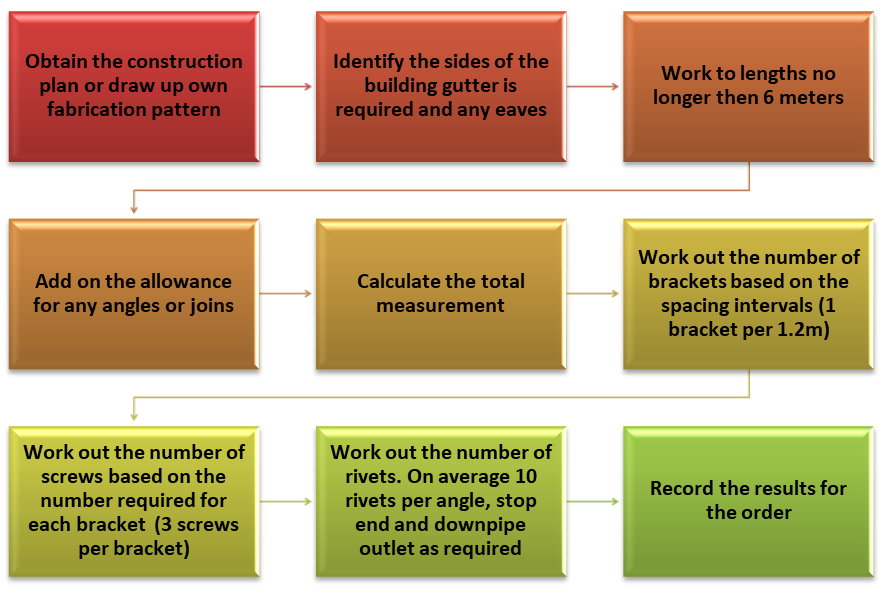 Obtain the construction
plan or draw up own
fabrication pattern
Identify the sides of the
building gutter is
required and any eaves
Work to lengths no
longer then 6 meters
Add on the allowance
for any angles or joins
Calculate the total
measurement
Work out the number of
brackets based on the
spacing intervals (1
bracket per 1.2m)
Work out the number of
screws based on the
number required for
each bracket (3 screws
per bracket)
Work out the number of
rivets. On average 10
rivets per angle, stop
end and downpipe
outlet as required
Record the results for
the order